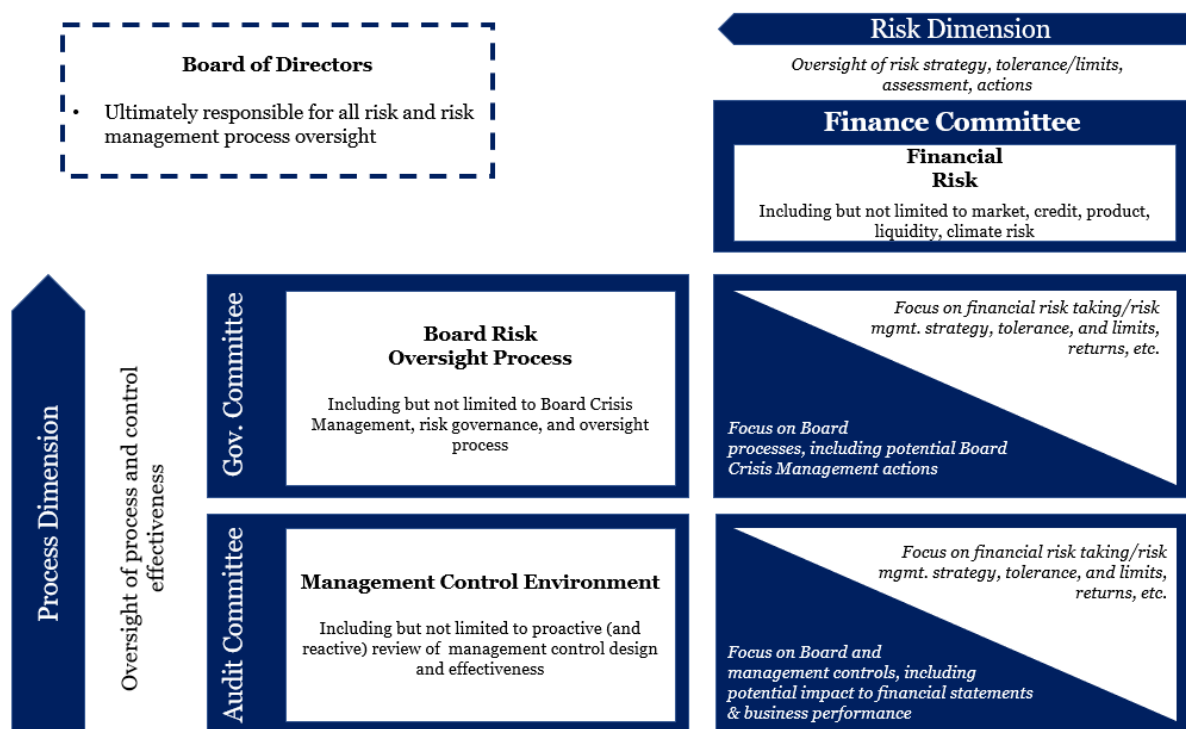 Board of Directors
• Ultimately responsible for all risk and risk
management process oversight
Risk Dimension
Oversight of risk strategy, tolerance/limits,
assessment, actions
Finance Committee
Financial
Risk
Including but not limited to market, credit, product,
liquidity, climate risk
Process Dimension
Oversight of process and control
effectiveness
Gov. Committee
Board Risk
Oversight Process
Including but not limited to Board Crisis
Management, risk governance, and oversight
process
Focus on financial risk taking/risk
mgmt. strategy, tolerance, and limits,
returns, etc.
Focus on Board
processes, including potential Board
Crisis Management actions
Audit Committee
Management Control Environment
Including but not limited to proactive (and
reactive) review of management control design
and effectiveness
Focus on financial risk taking/risk
mgmt. strategy, tolerance, and limits,
returns, etc.
Focus on Board and
management controls, including
potential impact to financial statements
& business performance